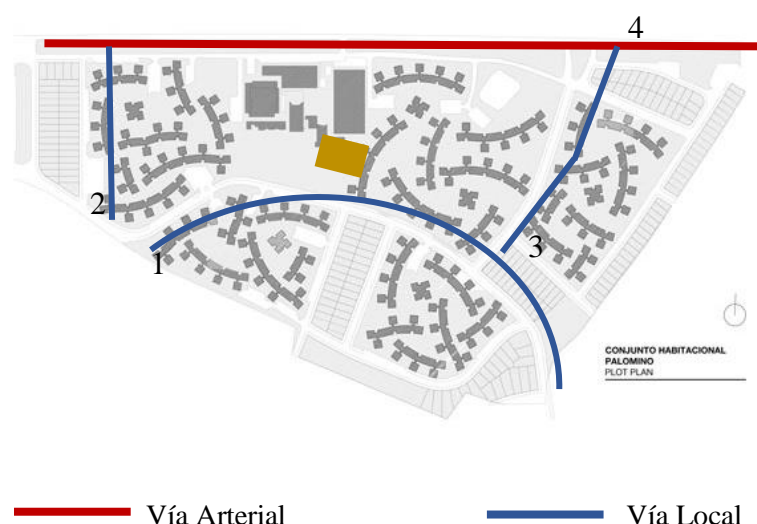 4
2
1
3
CONJUNTO HABITACIONAL
PALOMINO
PLOT PLAN
Vía Arterial
Vía Local